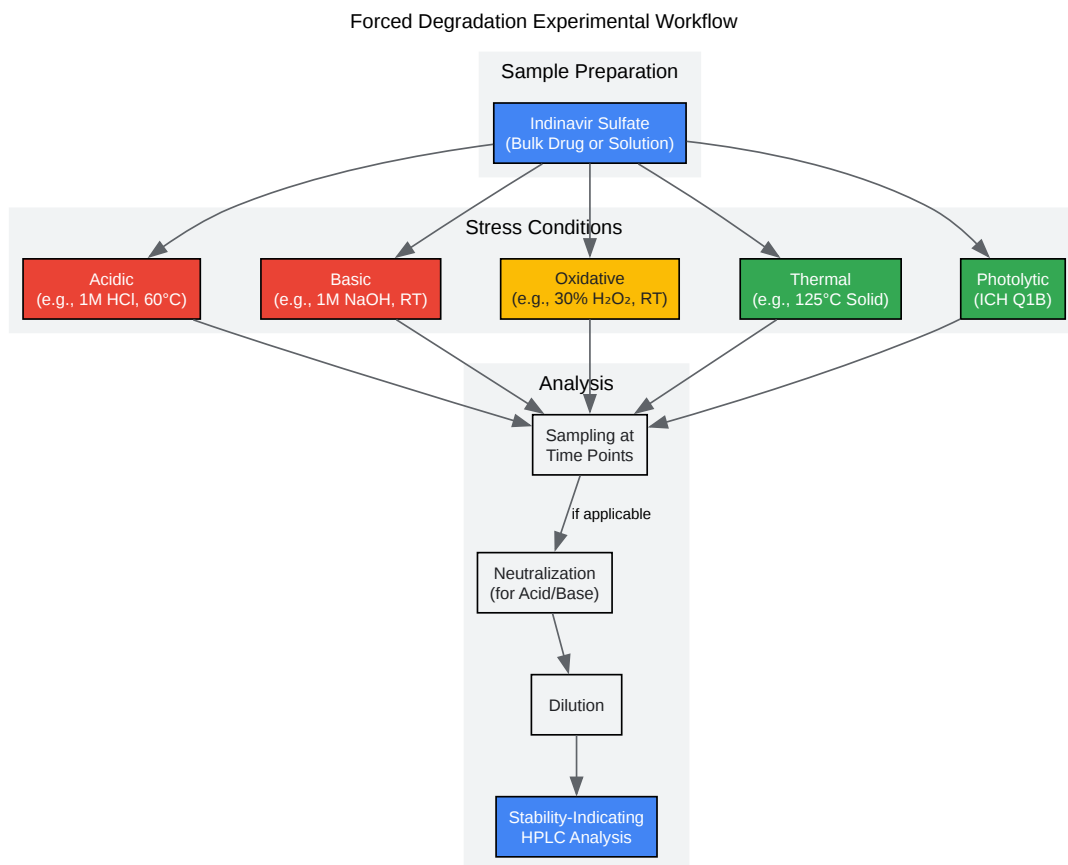 Forced Degradation Experimental Workflow
Sample Preparation
Indinavir Sulfate
(Bulk Drug or Solution)
Stress Conditions
Acidic
(e.g., 1M HCl, 60°C)
Basic
(e.g., 1M NaOH, RT)
Oxidative
(e.g., 30% H₂O₂, RT)
Thermal
(e.g., 125°C Solid)
Photolytic
(ICH Q1B)
Analysis
Sampling at
Time Points
if applicable
Neutralization
(for Acid/Base)
Dilution
Stability-Indicating
HPLC Analysis